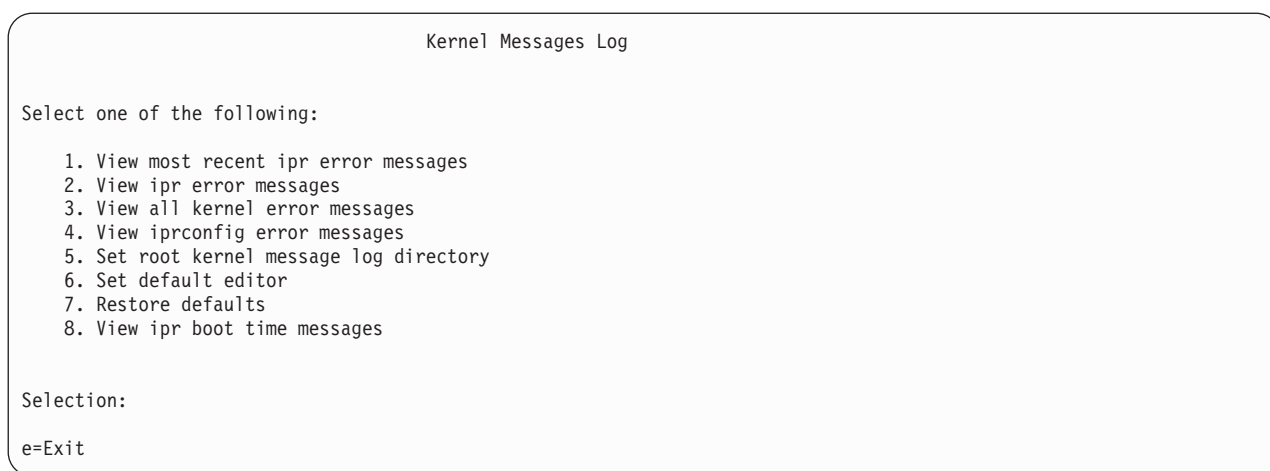 Kernel Messages Log
Select one of the following:
1. View most recent ipr error messages
2. View ipr error messages
3. View all kernel error messages
4. View iprconfig error messages
5. Set root kernel message log directory
6. Set default editor
7. Restore defaults
8. View ipr boot time messages
Selection:
e=Exit